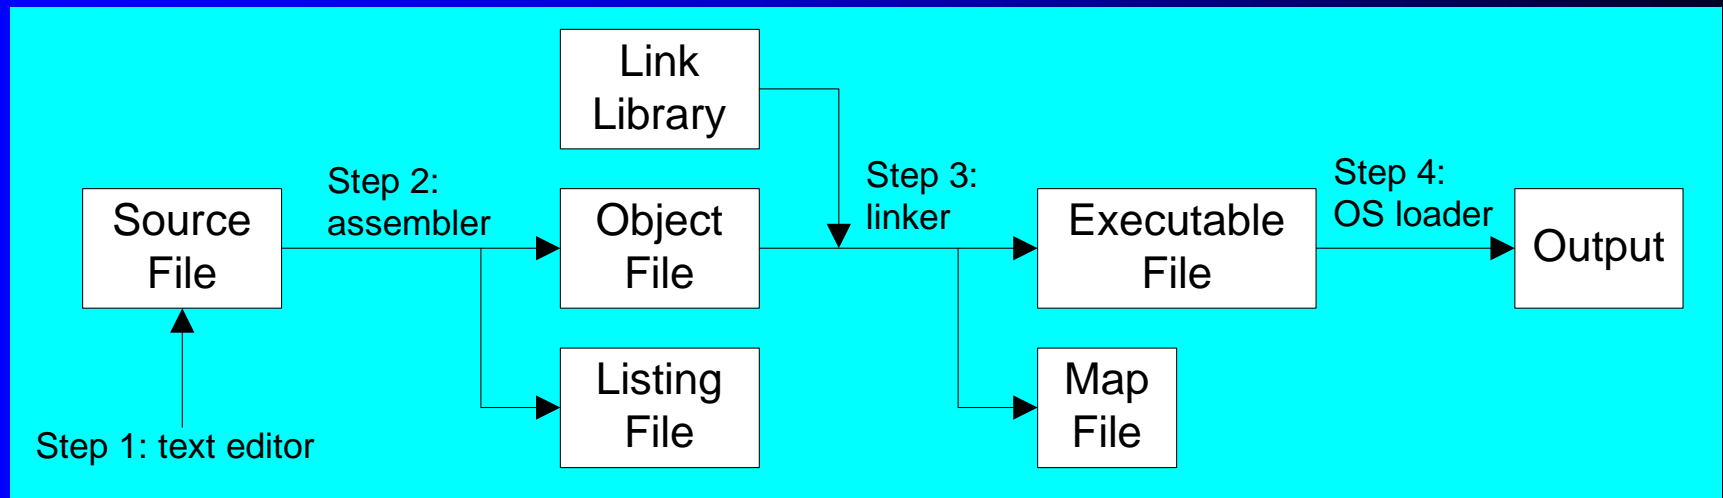 Link
Library
Step 2:
assembler
Step 3:
linker
Step 4:
OS loader
Source
File
Object
File
Executable
File
Output
Listing
File
Map
File
Step 1: text editor